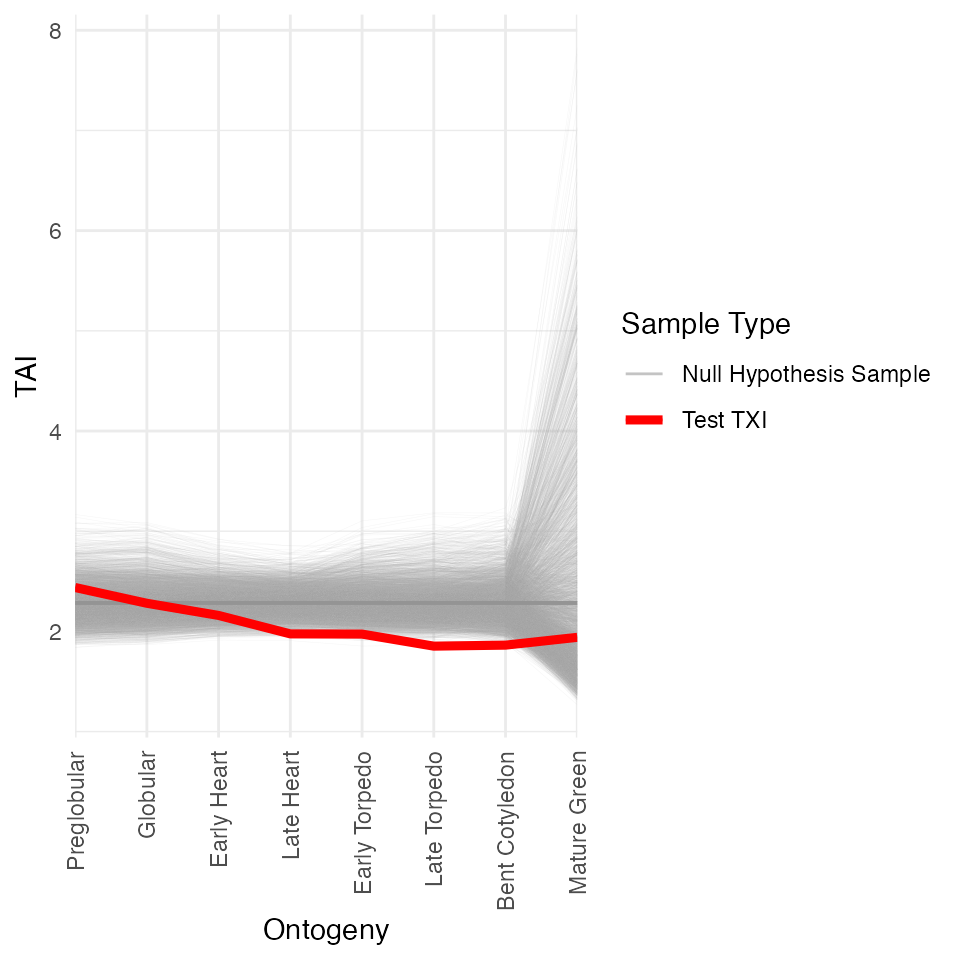 8
6
4
2
TAI
Preglobular
Globular
Early Heart
Late Heart
Early Torpedo
Late Torpedo
Bent Cotyledon
Mature Green
Ontogeny
Sample Type
Null Hypothesis Sample
Test TXI